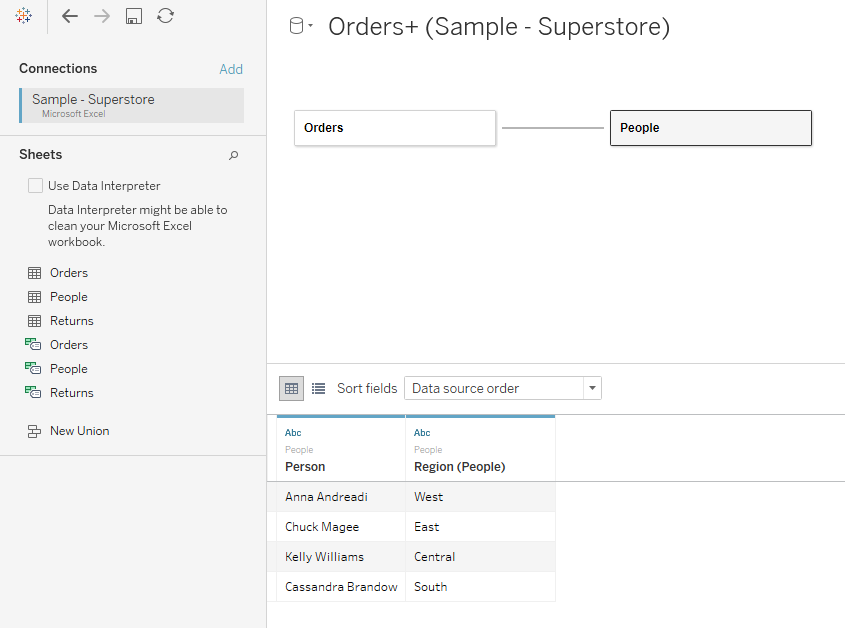 Orders+ (Sample - Superstore)
Connections
Add
Sample - Superstore
Microsoft Excel
Sheets
Use Data Interpreter
Data Interpreter might be able to
clean your Microsoft Excel
workbook.
Orders
People
Returns
Orders
People
Returns
New Union
Orders
People
Sort fields
Data source order
Abc
Abc
People
People
Person
Region (People)
Anna Andreadi
West
Chuck Magee
East
Kelly Williams
Central
Cassandra Brandow
South